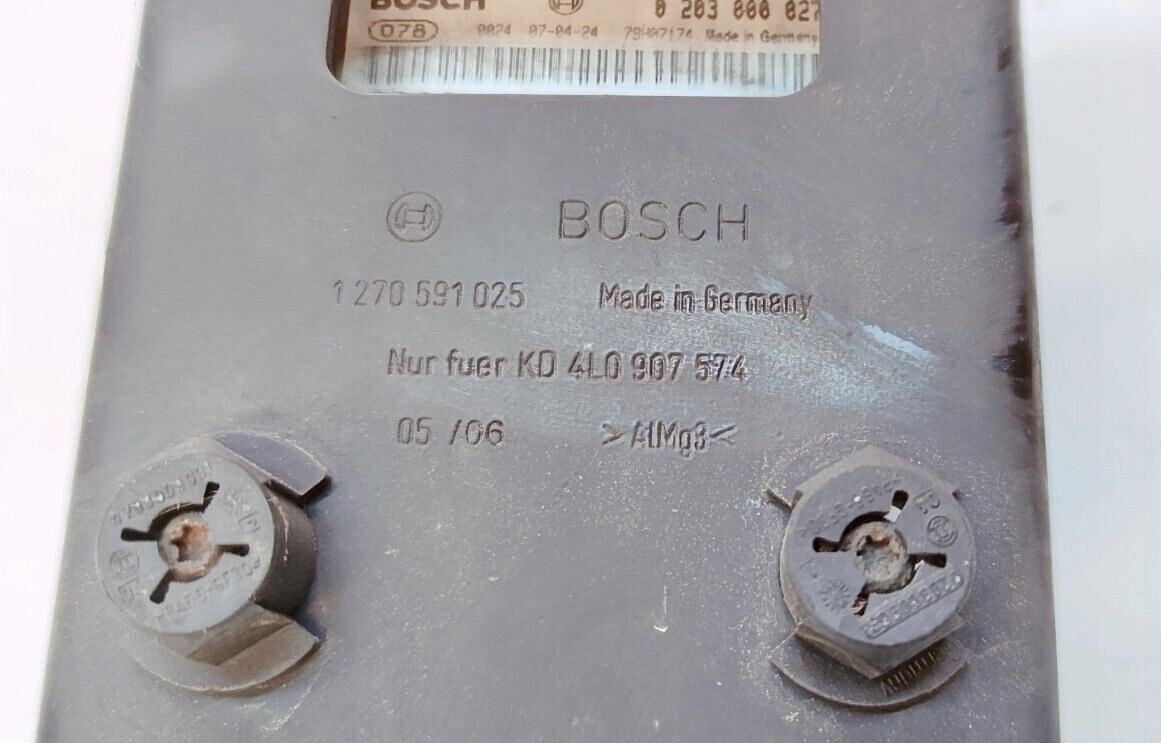 BOSCH 0 203 000 027
078 0024 07-04-24 79H07174 Made in Germany
BOSCH
1 270 591 025 Made in Germany
Nur fuer KD 4L0 907 574
05 /06 >AlMg3<